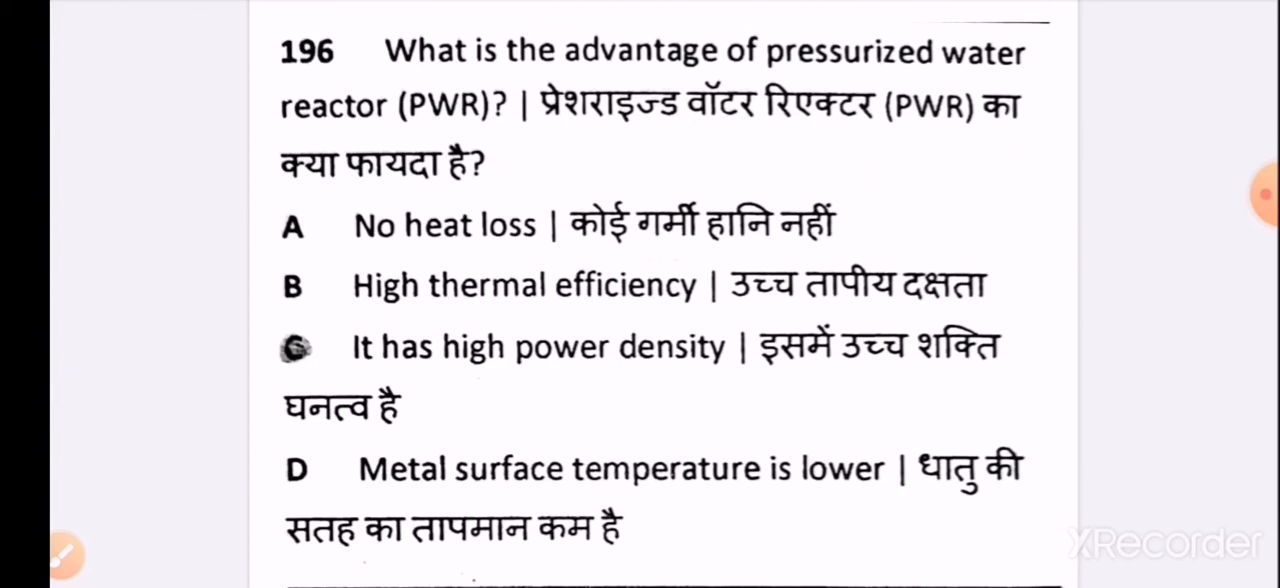 196 What is the advantage of pressurized water
reactor (PWR)? | प्रेशराइज्ड वॉटर रिएक्टर (PWR) का
क्या फायदा है?
A No heat loss | कोई गर्मी हानि नहीं
B High thermal efficiency | उच्च तापीय दक्षता
C It has high power density | इसमें उच्च शक्ति
घनत्व है
D Metal surface temperature is lower | धातु की
सतह का तापमान कम है
XRecorder